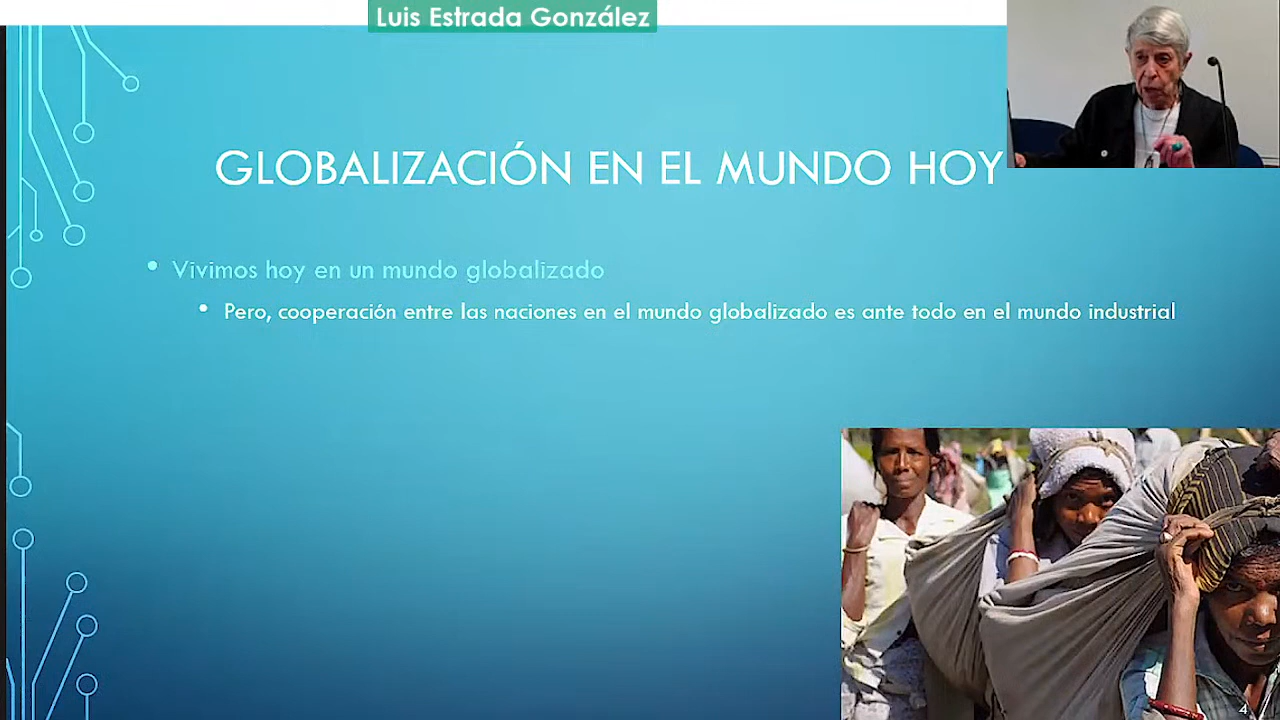 Luis Estrada González
GLOBALIZACIÓN EN EL MUNDO HOY
• Vivimos hoy en un mundo globalizado
• Pero, cooperación entre las naciones en el mundo globalizado es ante todo en el mundo industrial
4